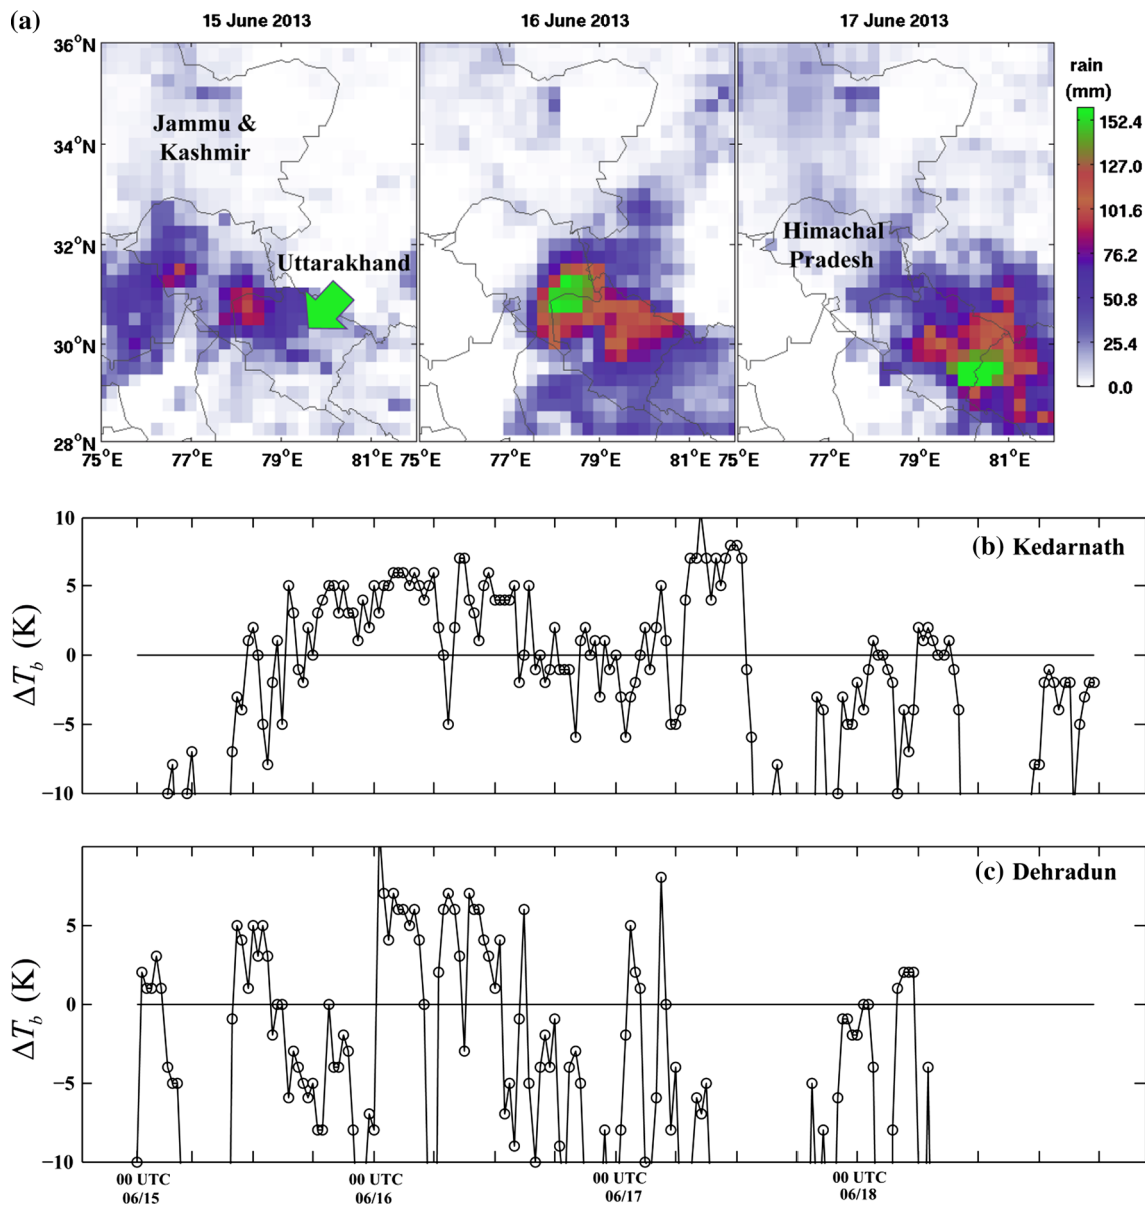 (a)
15 June 2013
16 June 2013
17 June 2013
36°N
34°N
32°N
30°N
28°N
Jammu &
Kashmir
Uttarakhand
Himachal
Pradesh
rain
(mm)
152.4
127.0
101.6
76.2
50.8
25.4
0.0
75°E 77°E 79°E 81°E 75°E 77°E 79°E 75°E 77°E 79°E 81°E
(b) Kedarnath
ΔTb (K)
10
5
0
−5
−10
(c) Dehradun
ΔTb (K)
5
0
−5
−10
00 UTC
06/15
00 UTC
06/16
00 UTC
06/17
00 UTC
06/18